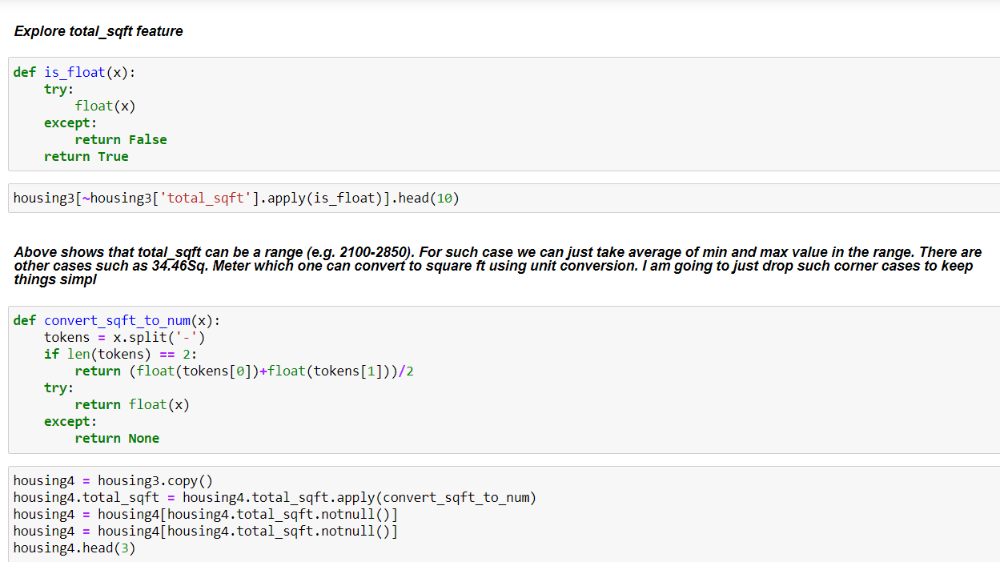 Explore total_sqft feature
def is_float(x):
    try:
        float(x)
    except:
        return False
    return True
housing3[~housing3['total_sqft'].apply(is_float)].head(10)
Above shows that total_sqft can be a range (e.g. 2100-2850). For such case we can just take average of min and max value in the range. There are
other cases such as 34.46Sq. Meter which one can convert to square ft using unit conversion. I am going to just drop such corner cases to keep
things simpl
def convert_sqft_to_num(x):
    tokens = x.split('-')
    if len(tokens) == 2:
        return (float(tokens[0])+float(tokens[1]))/2
    try:
        return float(x)
    except:
        return None
housing4 = housing3.copy()
housing4.total_sqft = housing4.total_sqft.apply(convert_sqft_to_num)
housing4 = housing4[housing4.total_sqft.notnull()]
housing4 = housing4[housing4.total_sqft.notnull()]
housing4.head(3)